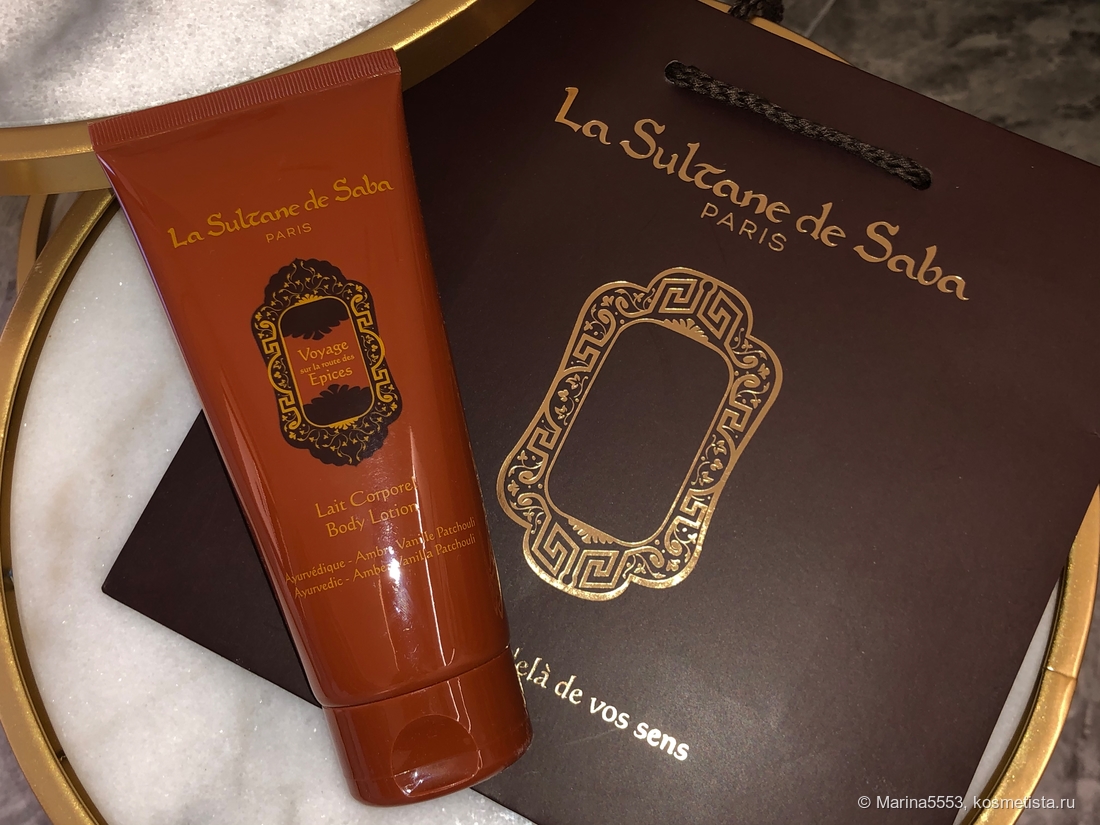 La Sultane de Saba
PARIS
Voyage
sur la route des
Epices
Lait Corporel
Body Lotion
Ayurvédique - Ambre Vanille Patchouli
Ayurvedic - Amber Vanilla Patchouli
La Sultane de Saba
PARIS
de vos sens
© Marina5553, kosmetista.ru